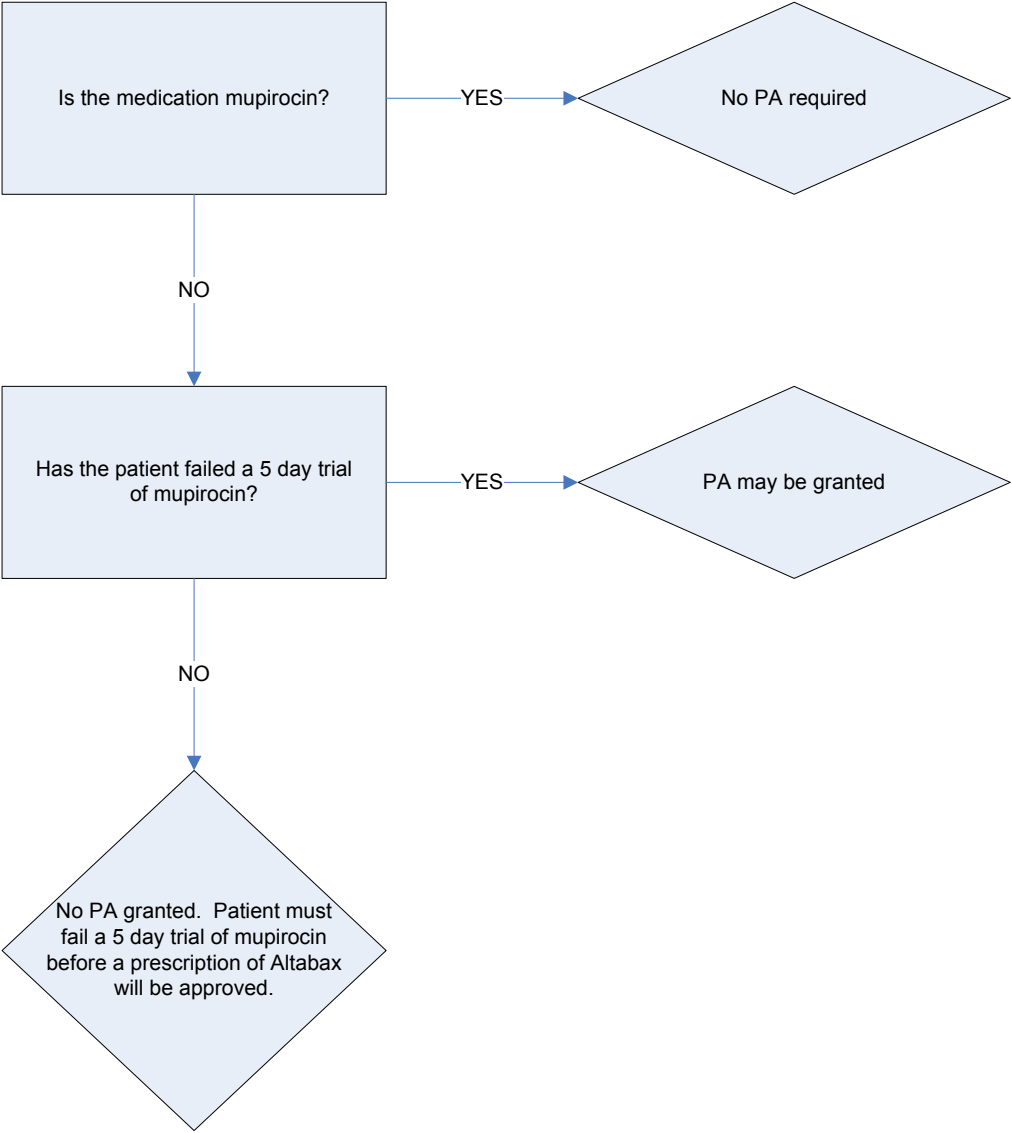 Is the medication mupirocin?
YES
No PA required
NO
Has the patient failed a 5 day trial
of mupirocin?
YES
PA may be granted
NO
No PA granted.  Patient must
fail a 5 day trial of mupirocin
before a prescription of Altabax
will be approved.